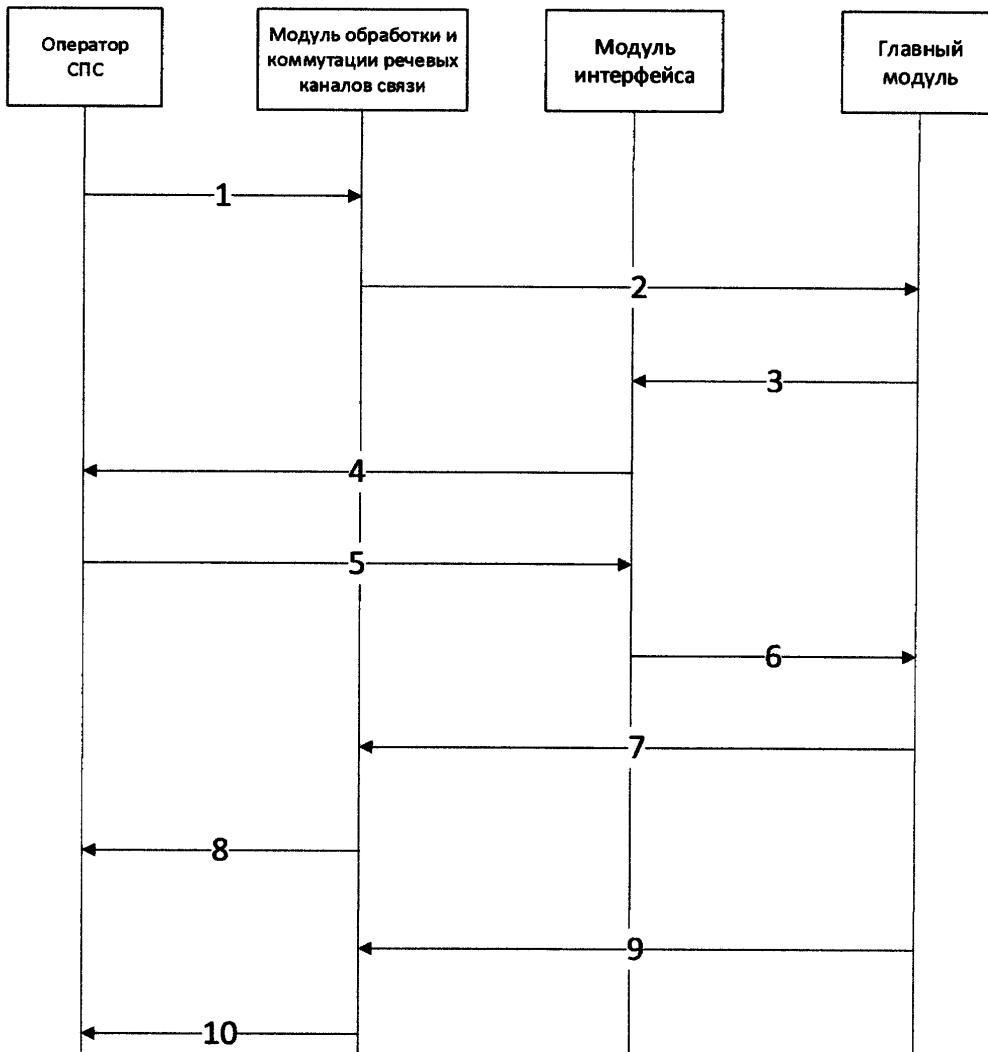 Оператор
СПС
Модуль обработки и
коммутации речевых
каналов связи
Модуль
интерфейса
Главный
модуль
1
2
3
4
5
6
7
8
9
10